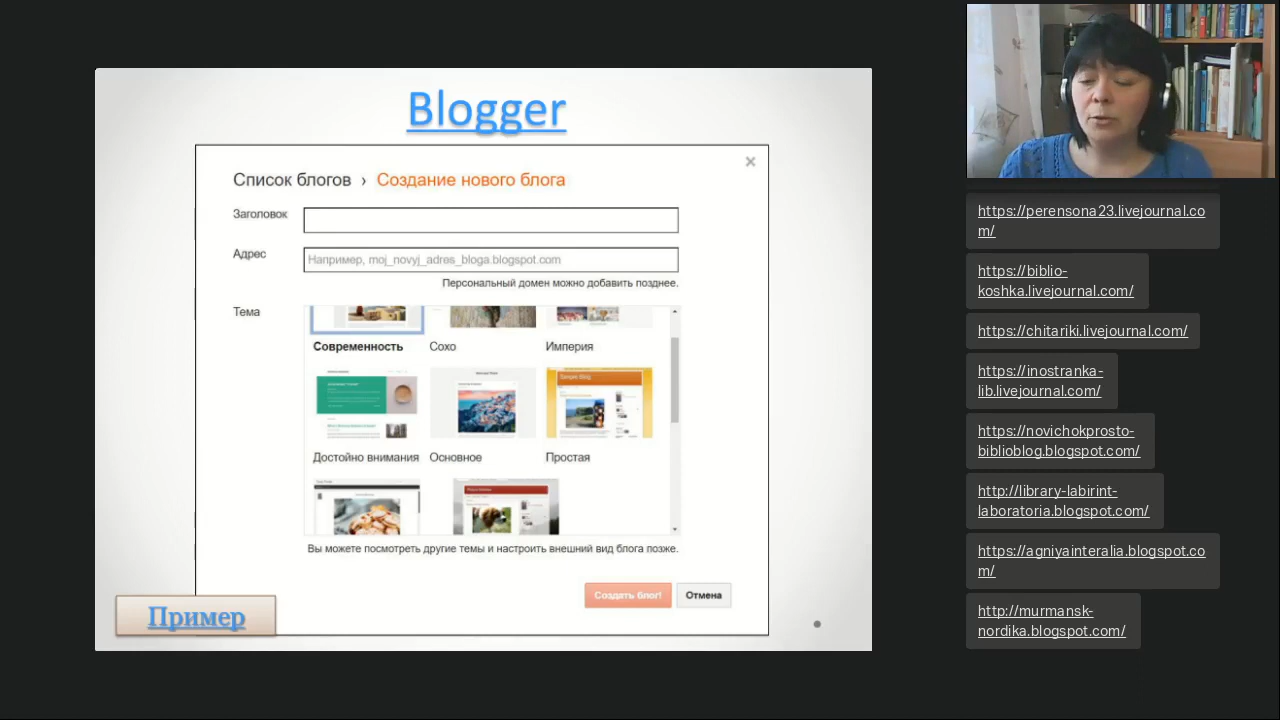 Blogger
Список блогов › Создание нового блога
Заголовок
Адрес
Например, moj_novyj_adres_bloga.blogspot.com
Персональный домен можно добавить позднее.
Тема
Современность Сохо Империя
Достойно внимания Основное Простая
Вы можете посмотреть другие темы и настроить внешний вид блога позже.
Создать блог! Отмена
Пример
https://perensona23.livejournal.co
m/
https://biblio-
koshka.livejournal.com/
https://chitariki.livejournal.com/
https://inostranka-
lib.livejournal.com/
https://novichokprosto-
biblioblog.blogspot.com/
http://library-labirint-
laboratoria.blogspot.com/
https://agniyainteralia.blogspot.co
m/
http://murmansk-
nordika.blogspot.com/